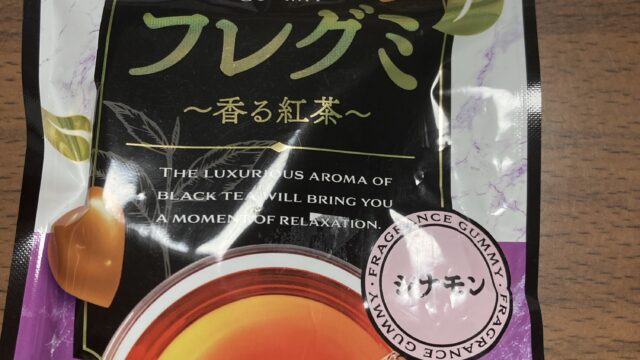 フレグミ
〜香る紅茶〜
THE LUXURIOUS AROMA OF
BLACK TEA WILL BRING YOU
A MOMENT OF RELAXATION.
FRAGRANCE GUMMY · FRAGRANCE GUMMY ·
シナモン